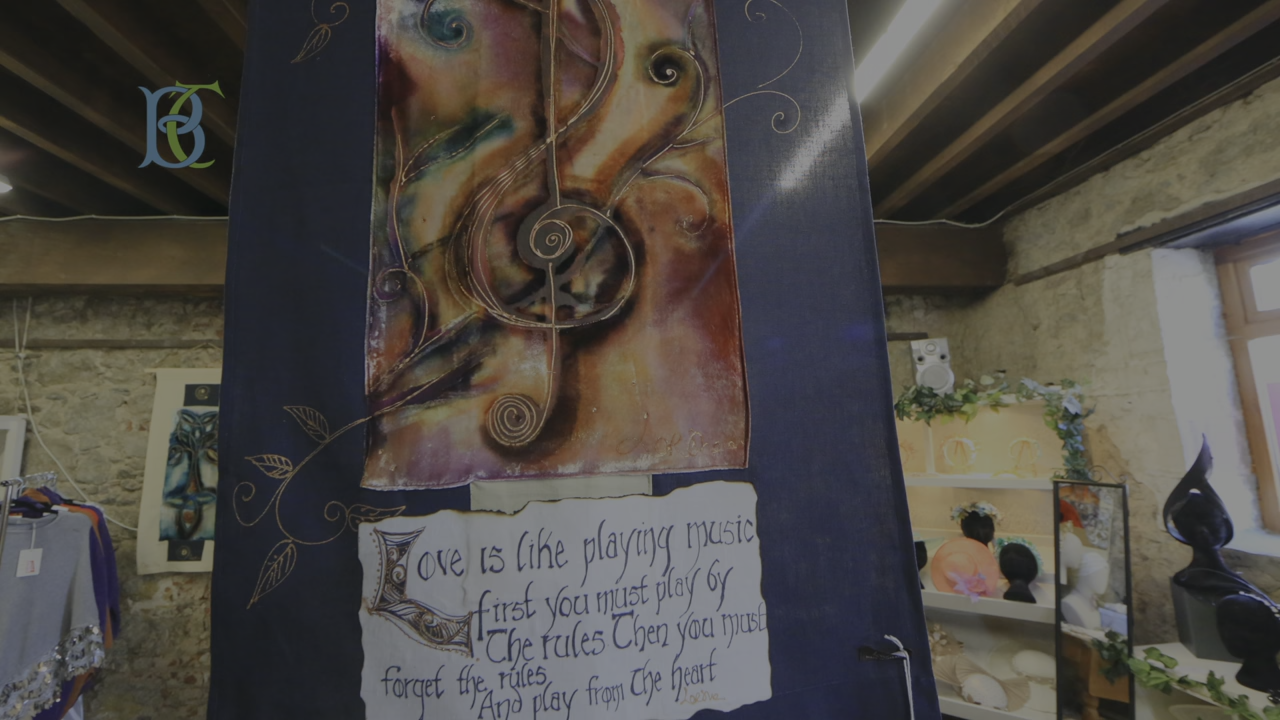 BC
Love is like playing music
first you must play by
The rules Then you must
forget the rules
And play from the heart